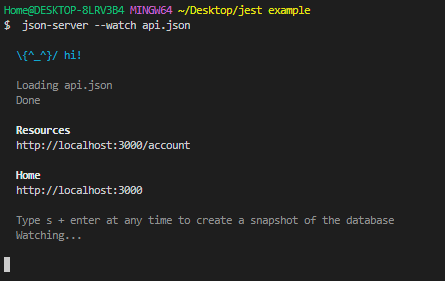 Home@DESKTOP-8LRV3B4 MINGW64 ~/Desktop/jest example
$ json-server --watch api.json
\{^_^}/ hi!
Loading api.json
Done
Resources
http://localhost:3000/account
Home
http://localhost:3000
Type s + enter at any time to create a snapshot of the database
Watching...